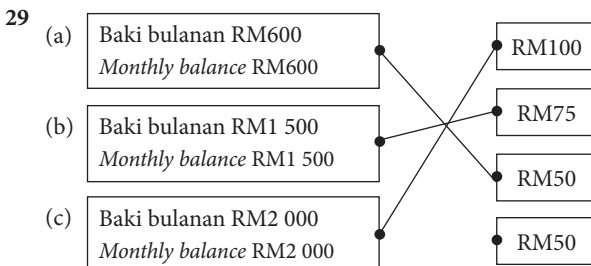 29
(a) Baki bulanan RM600
Monthly balance RM600
(b) Baki bulanan RM1 500
Monthly balance RM1 500
(c) Baki bulanan RM2 000
Monthly balance RM2 000
RM100
RM75
RM50
RM50